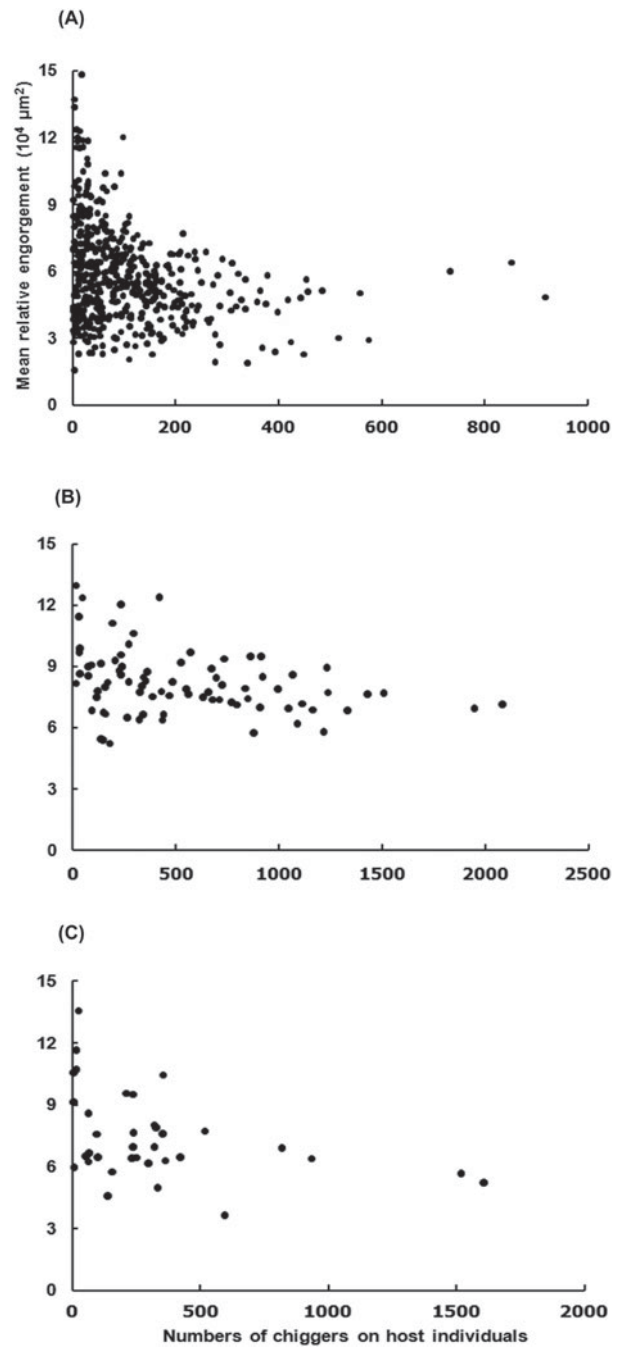 (A)
Mean relative engorgement (10⁴ μm²)
15
12
9
6
3
0
0 200 400 600 800 1000
(B)
15
12
9
6
3
0
0 500 1000 1500 2000 2500
(C)
15
12
9
6
3
0
0 500 1000 1500 2000
Numbers of chiggers on host individuals